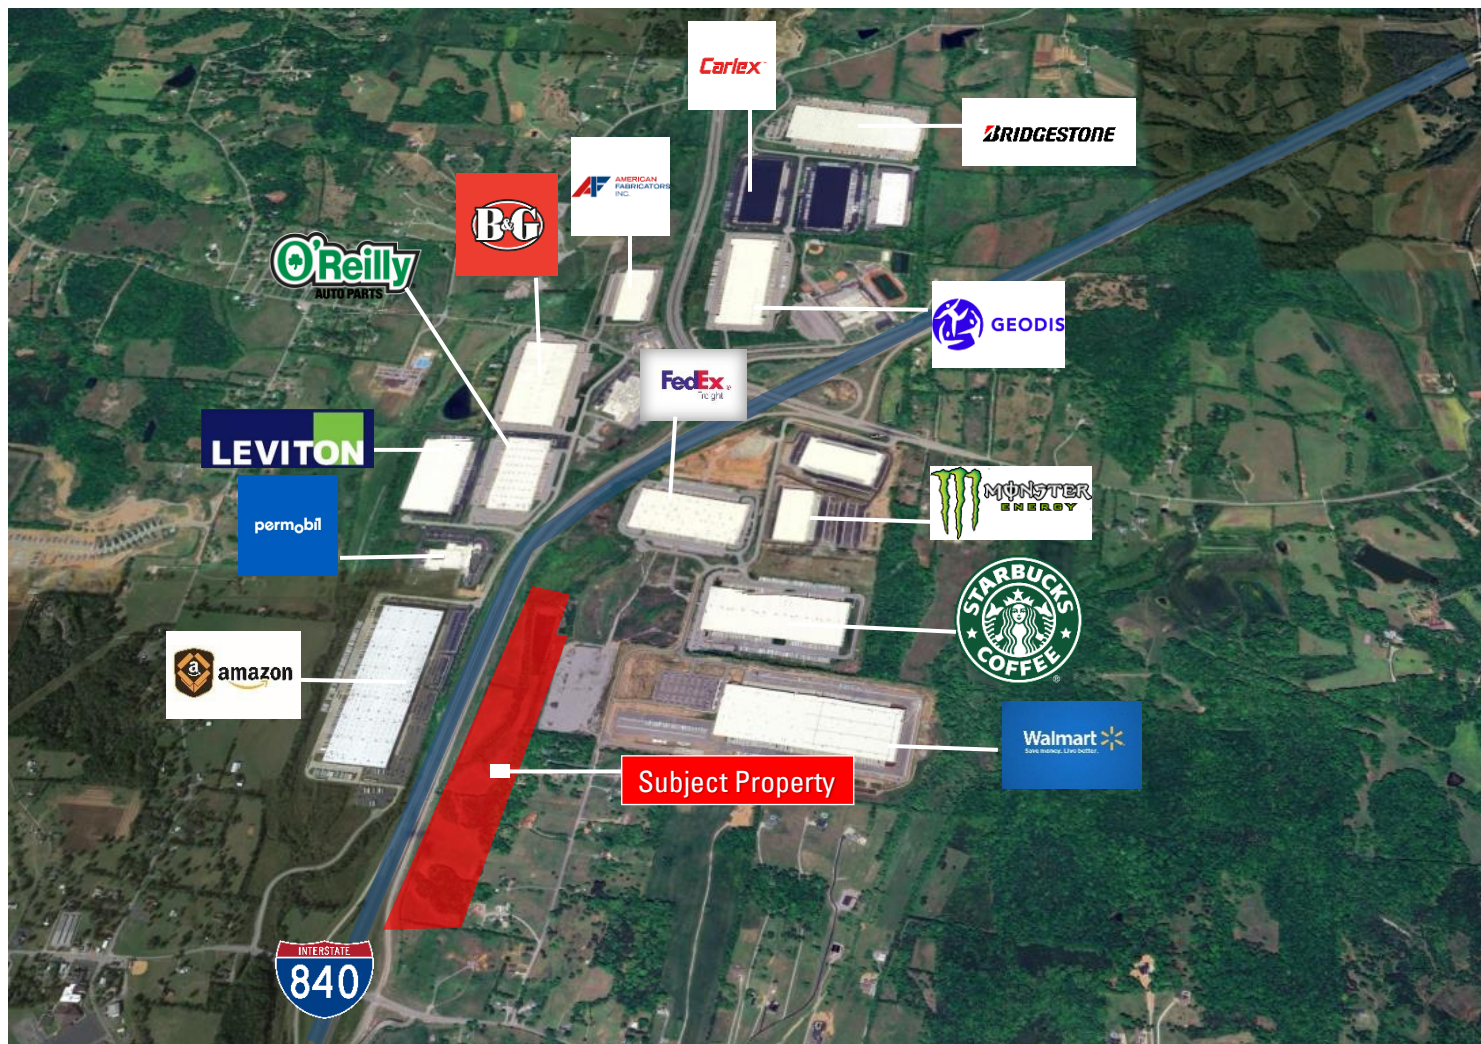 Carlex
BRIDGESTONE
AMERICAN
FABRICATORS
INC.
AF
B&G
O'Reilly
AUTO PARTS
GEODIS
FedEx
Freight
LEVITON
MONSTER
ENERGY
permobil
STARBUCKS
COFFEE
a
amazon
Walmart
Save money. Live better.
Subject Property
INTERSTATE
840